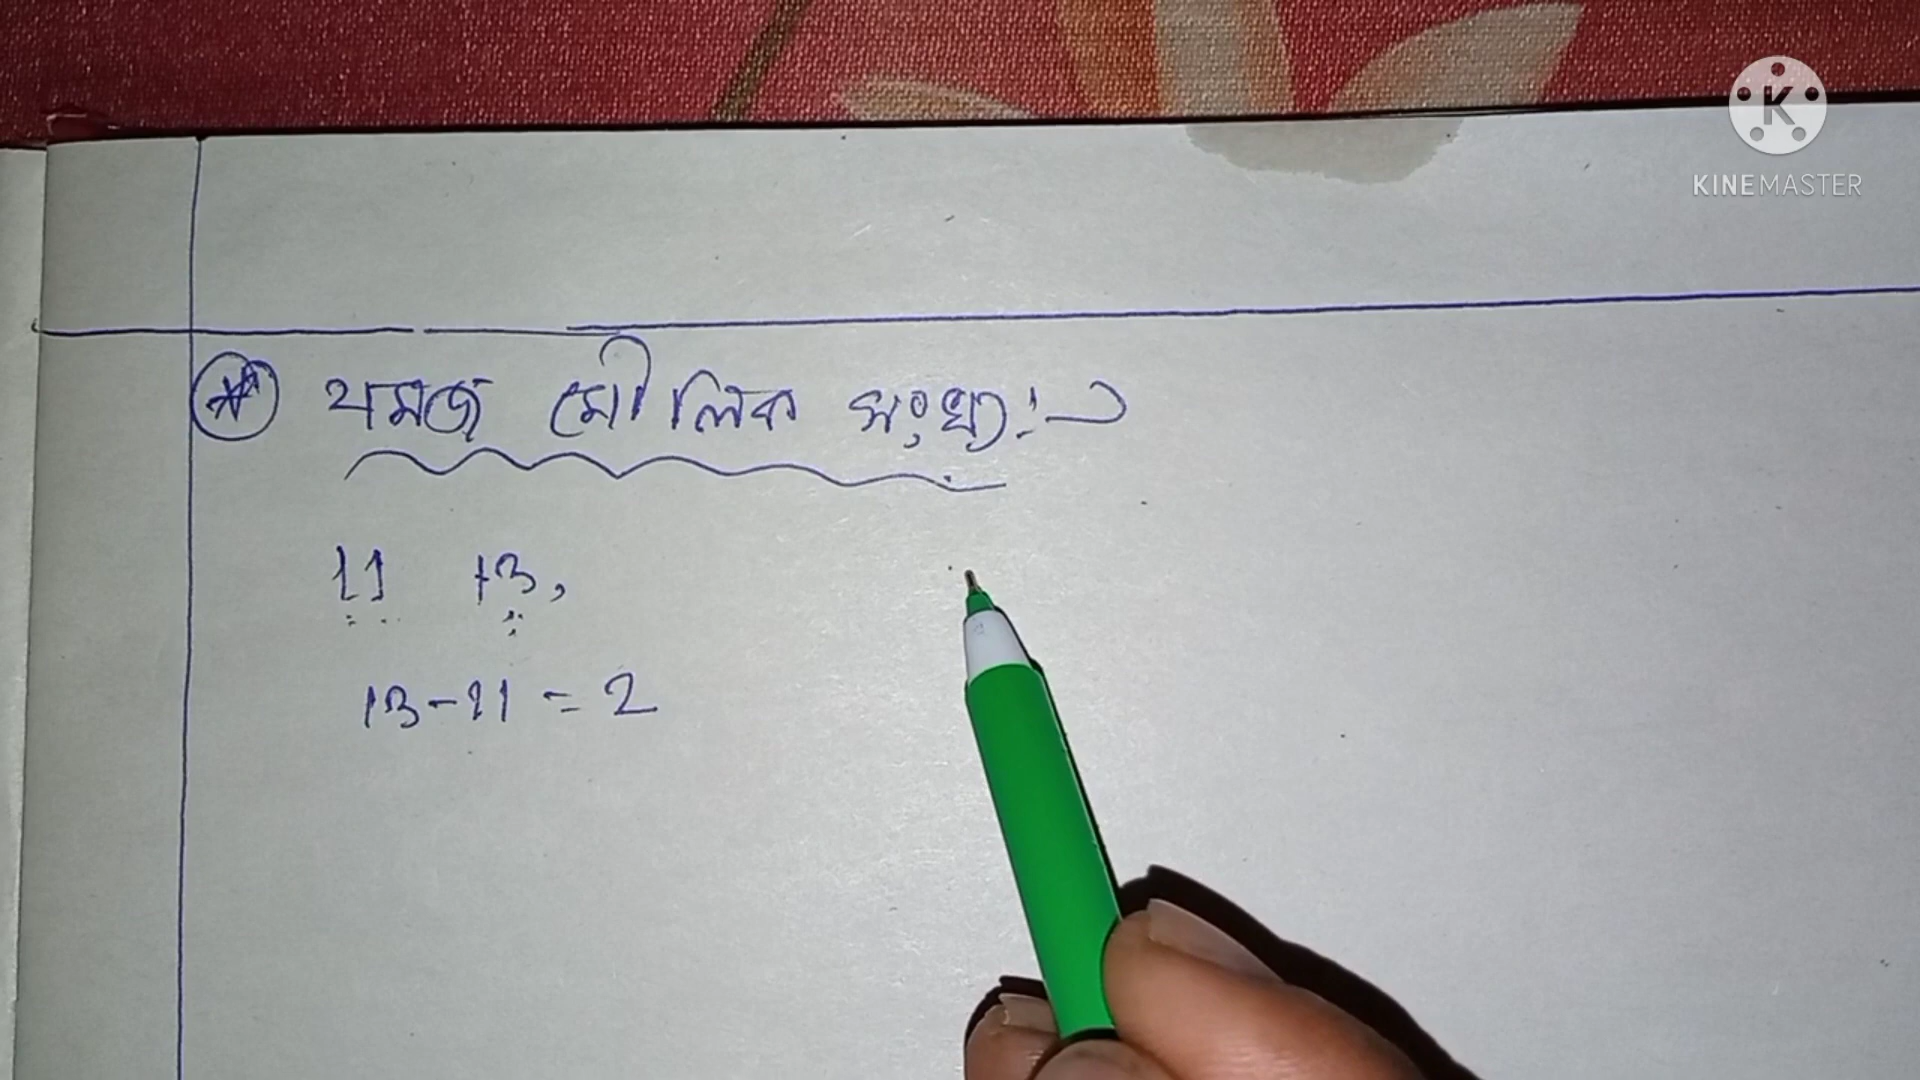 KINEMASTER
যমজ মৌলিক সংখ্যা :→
11 13,
13-11 = 2